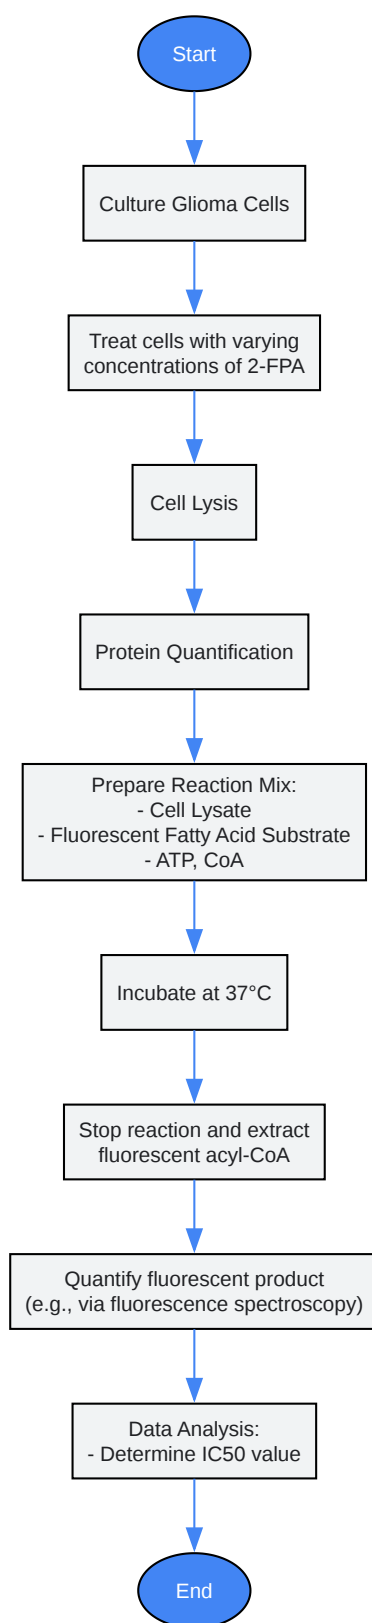 Start
Culture Glioma Cells
Treat cells with varying
concentrations of 2-FPA
Cell Lysis
Protein Quantification
Prepare Reaction Mix:
- Cell Lysate
- Fluorescent Fatty Acid Substrate
- ATP, CoA
Incubate at 37°C
Stop reaction and extract
fluorescent acyl-CoA
Quantify fluorescent product
(e.g., via fluorescence spectroscopy)
Data Analysis:
- Determine IC50 value
End